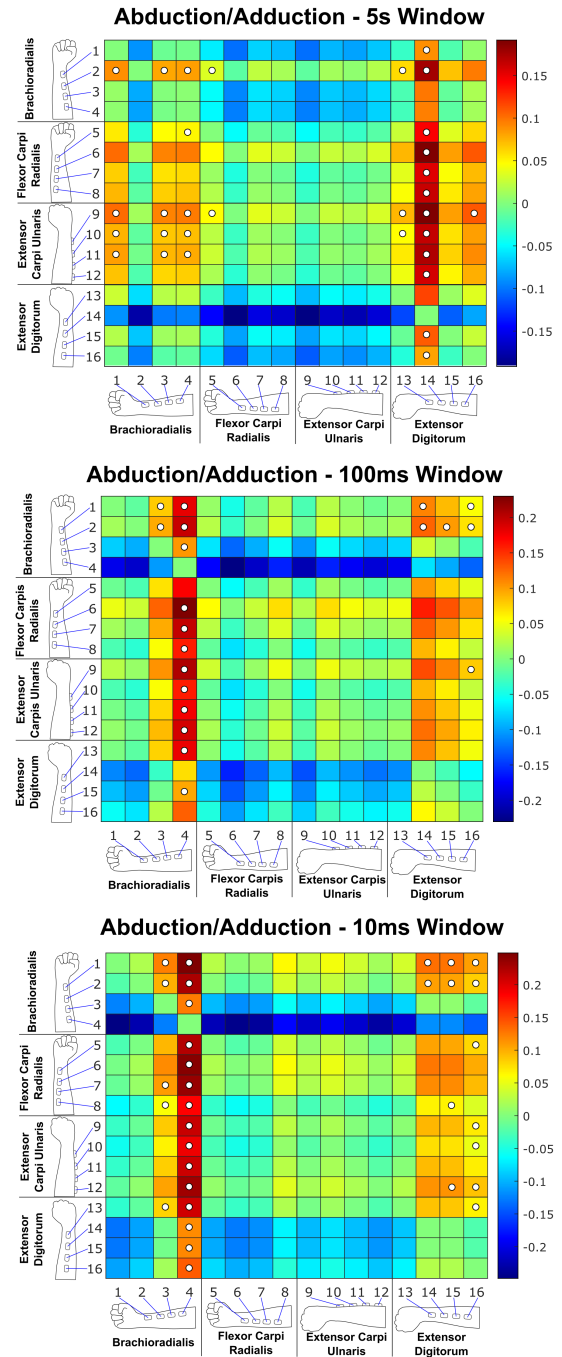 Abduction/Adduction - 5s Window
Brachioradialis
1
2
3
4
Flexor Carpi
Radialis
5
6
7
8
Extensor
Carpi Ulnaris
9
10
11
12
Extensor
Digitorum
13
14
15
16
0.15
0.1
0.05
0
-0.05
-0.1
-0.15
1 2 3 4 5 6 7 8 9 10 11 12 13 14 15 16
Brachioradialis
Flexor Carpi
Radialis
Extensor Carpi
Ulnaris
Extensor
Digitorum
Abduction/Adduction - 100ms Window
Brachioradialis
1
2
3
4
Flexor Carpis
Radialis
5
6
7
8
Extensor
Carpis Ulnaris
9
10
11
12
Extensor
Digitorum
13
14
15
16
0.2
0.15
0.1
0.05
0
-0.05
-0.1
-0.15
-0.2
1 2 3 4 5 6 7 8 9 10 11 12 13 14 15 16
Brachioradialis
Flexor Carpis
Radialis
Extensor Carpis
Ulnaris
Extensor
Digitorum
Abduction/Adduction - 10ms Window
Brachioradialis
1
2
3
4
Flexor Carpi
Radialis
5
6
7
8
Extensor
Carpi Ulnaris
9
10
11
12
Extensor
Digitorum
13
14
15
16
0.2
0.15
0.1
0.05
0
-0.05
-0.1
-0.15
-0.2
1 2 3 4 5 6 7 8 9 10 11 12 13 14 15 16
Brachioradialis
Flexor Carpi
Radialis
Extensor Carpi
Ulnaris
Extensor
Digitorum